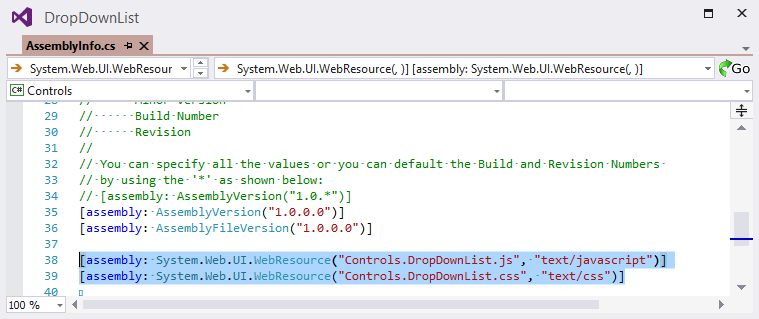 DropDownList
AssemblyInfo.cs
System.Web.UI.WebResour
System.Web.UI.WebResource(, )] [assembly: System.Web.UI.WebResource(, )]
Go
C# Controls
28 // Minor Version
29 // Build Number
30 // Revision
31 //
32 // You can specify all the values or you can default the Build and Revision Numbers
33 // by using the '*' as shown below:
34 // [assembly: AssemblyVersion("1.0.*")]
35 [assembly: AssemblyVersion("1.0.0.0")]
36 [assembly: AssemblyFileVersion("1.0.0.0")]
37
38 [assembly: System.Web.UI.WebResource("Controls.DropDownList.js", "text/javascript")]
39 [assembly: System.Web.UI.WebResource("Controls.DropDownList.css", "text/css")]
40
100 %